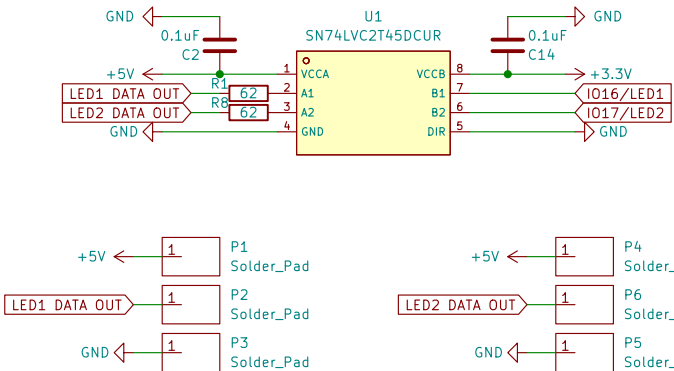 GND
U1
GND
0.1uF
SN74LVC2T45DCUR
0.1uF
C2
C14
+5V
1
VCCA
VCCB
8
+3.3V
R1
LED1 DATA OUT
62
2
A1
B1
7
IO16/LED1
R8
LED2 DATA OUT
62
3
A2
B2
6
IO17/LED2
GND
4
GND
DIR
5
GND
P1
P4
+5V
1
+5V
1
Solder_Pad
Solder_
P2
P6
LED1 DATA OUT
1
LED2 DATA OUT
1
Solder_Pad
Solder_
P3
P5
GND
1
GND
1
Solder_Pad
Solder_